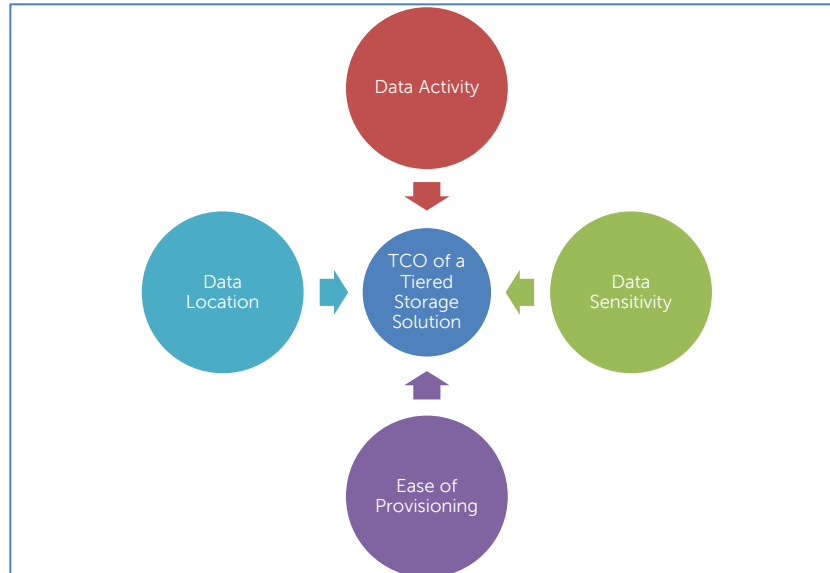 Data Activity
Data
Location
TCO of a
Tiered
Storage
Solution
Data
Sensitivity
Ease of
Provisioning